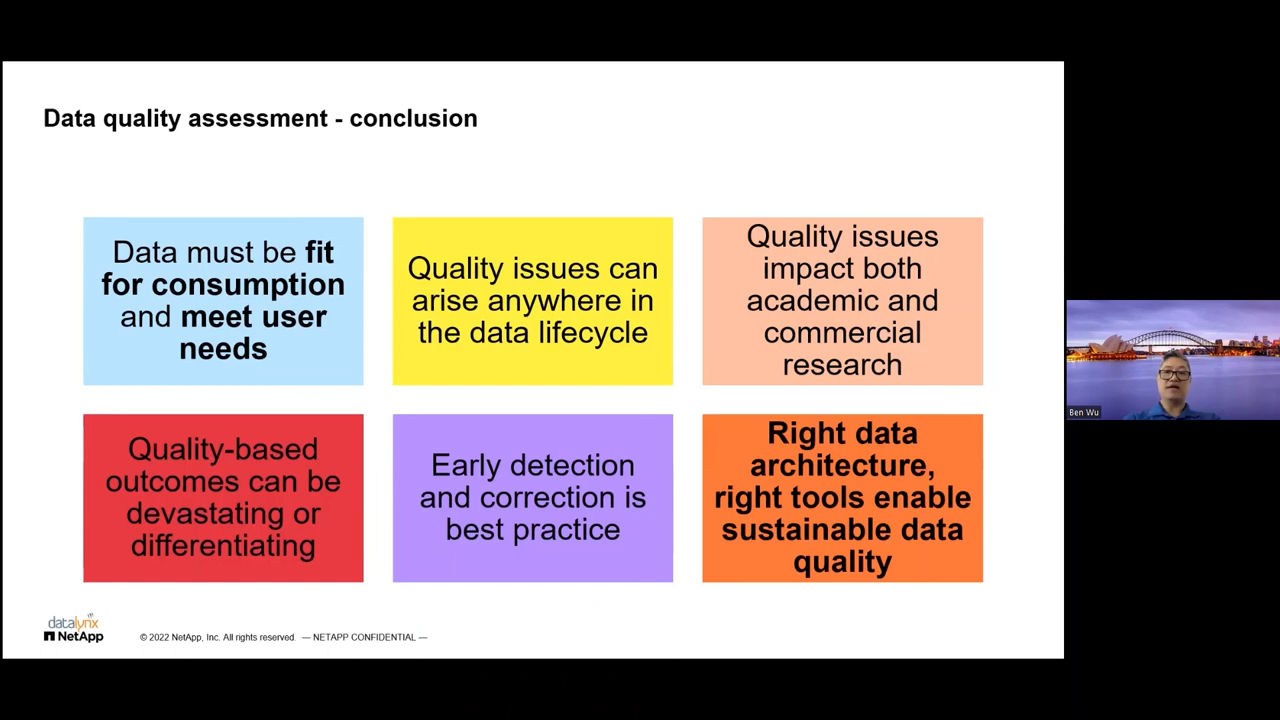 Data quality assessment - conclusion
Data must be fit
for consumption
and meet user
needs
Quality issues can
arise anywhere in
the data lifecycle
Quality issues
impact both
academic and
commercial
research
Quality-based
outcomes can be
devastating or
differentiating
Early detection
and correction is
best practice
Right data
architecture,
right tools enable
sustainable data
quality
Ben Wu
datalynx
NetApp
© 2022 NetApp, Inc. All rights reserved. — NETAPP CONFIDENTIAL —